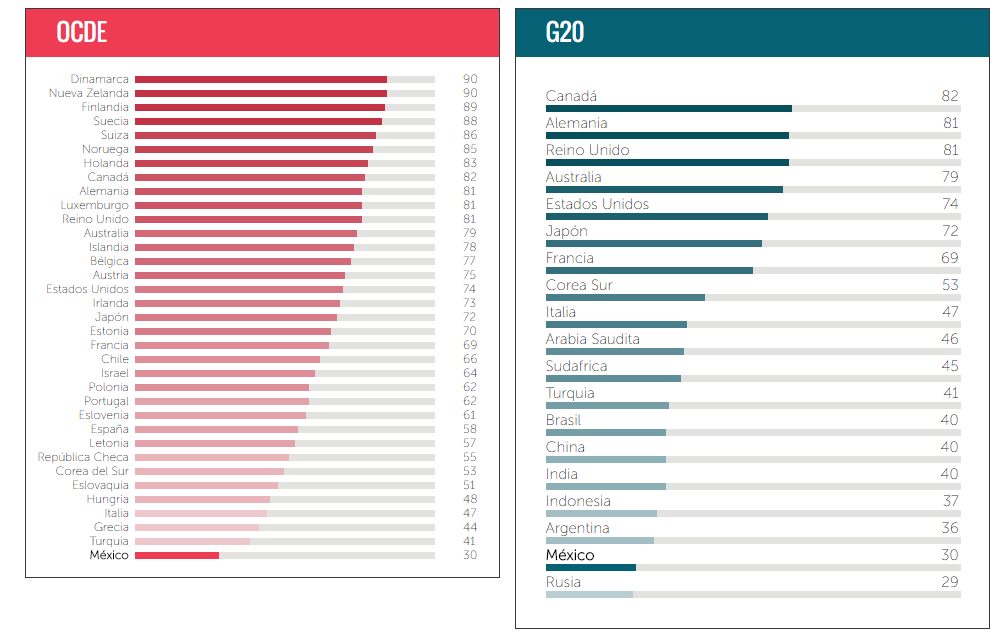 OCDE
Dinamarca 90
Nueva Zelanda 90
Finlandia 89
Suecia 88
Suiza 86
Noruega 85
Holanda 83
Canadá 82
Alemania 81
Luxemburgo 81
Reino Unido 81
Australia 79
Islandia 78
Bélgica 77
Austria 75
Estados Unidos 74
Irlanda 73
Japón 72
Estonia 70
Francia 69
Chile 66
Israel 64
Polonia 62
Portugal 62
Eslovenia 61
España 58
Letonia 57
República Checa 55
Corea del Sur 53
Eslovaquia 51
Hungría 48
Italia 47
Grecia 44
Turquia 41
México 30
G20
Canadá 82
Alemania 81
Reino Unido 81
Australia 79
Estados Unidos 74
Japón 72
Francia 69
Corea Sur 53
Italia 47
Arabia Saudita 46
Sudafrica 45
Turquia 41
Brasil 40
China 40
India 40
Indonesia 37
Argentina 36
México 30
Rusia 29